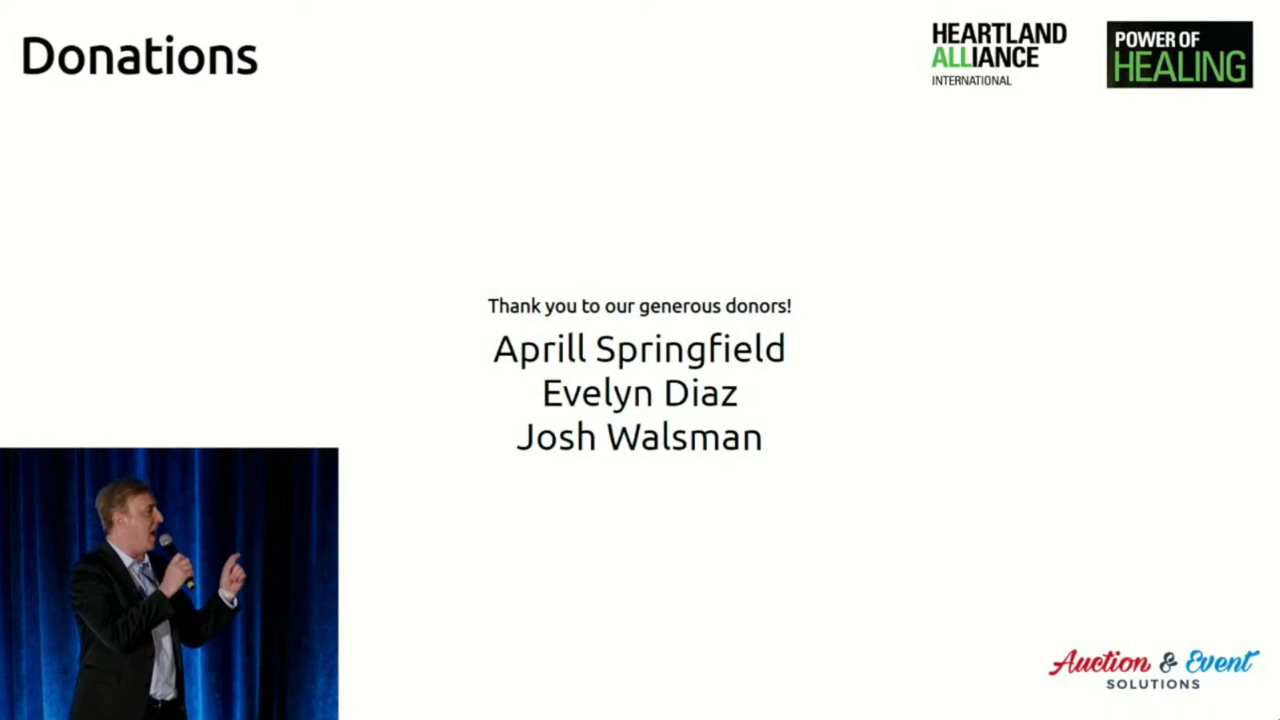 Donations
HEARTLAND
ALLIANCE
INTERNATIONAL
POWER OF
HEALING
Thank you to our generous donors!
Aprill Springfield
Evelyn Diaz
Josh Walsman
Auction & Event
SOLUTIONS